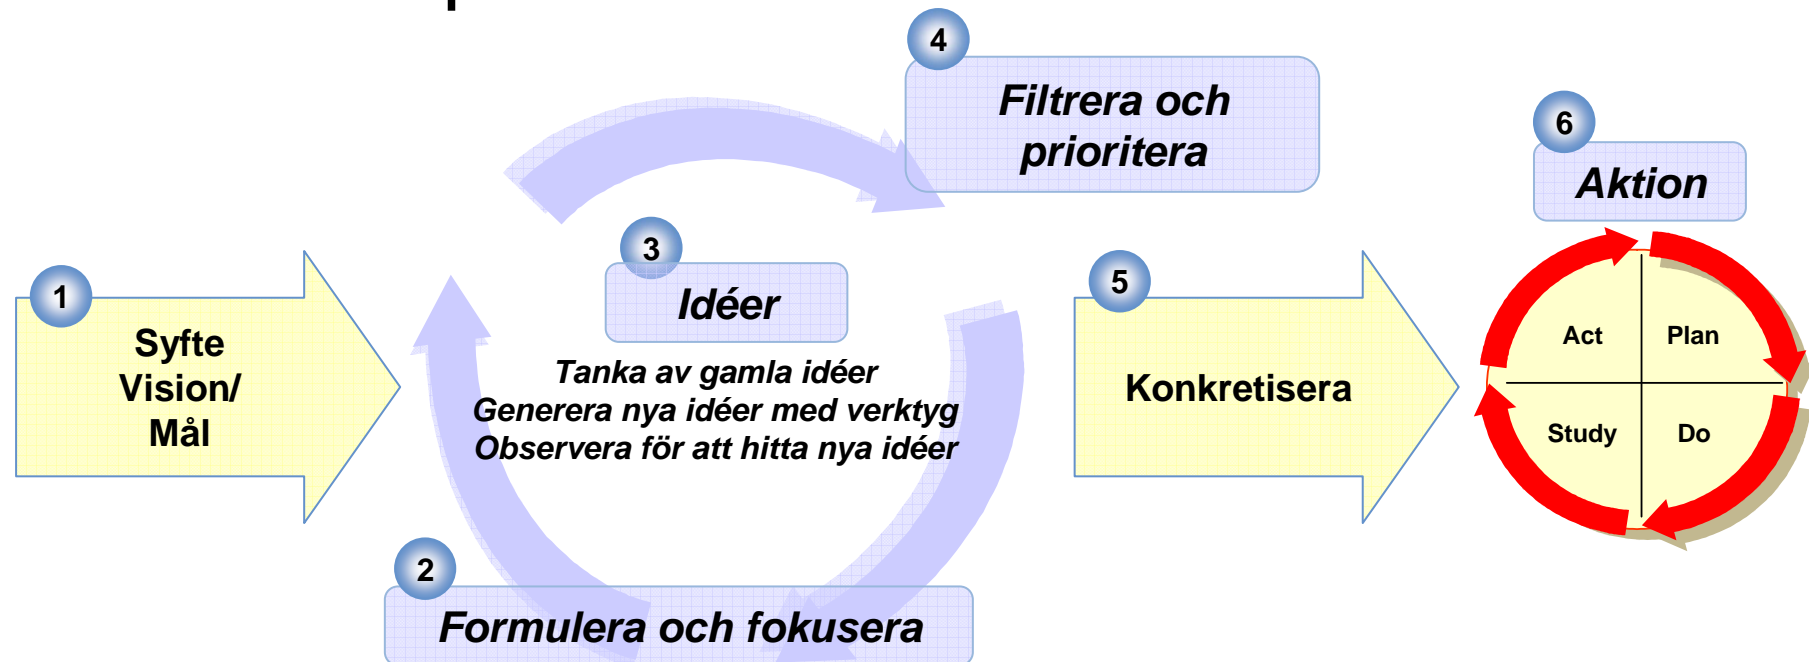 1
Syfte
Vision/
Mål
2
Formulera och fokusera
3
Idéer
Tanka av gamla idéer
Generera nya idéer med verktyg
Observera för att hitta nya idéer
4
Filtrera och
prioritera
5
Konkretisera
6
Aktion
Act
Plan
Study
Do